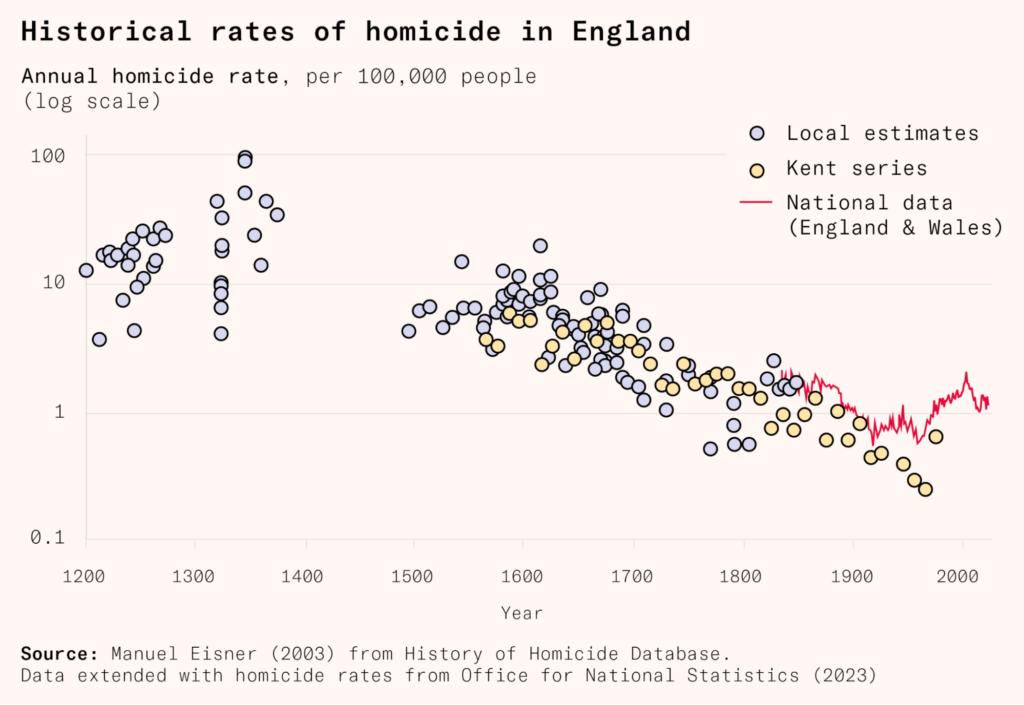 Historical rates of homicide in England
Annual homicide rate, per 100,000 people
(log scale)
Local estimates
Kent series
National data
(England & Wales)
100
10
1
0.1
1200 1300 1400 1500 1600 1700 1800 1900 2000
Year
Source: Manuel Eisner (2003) from History of Homicide Database.
Data extended with homicide rates from Office for National Statistics (2023)